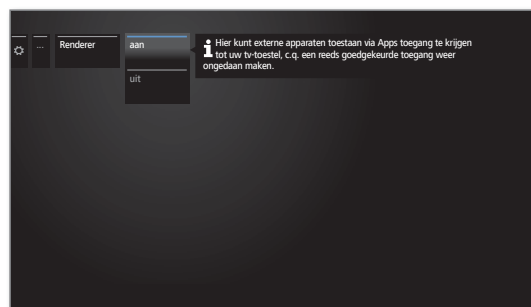 ...
Renderer
aan
uit
Hier kunt externe apparaten toestaan via Apps toegang te krijgen
tot uw tv-toestel, c.q. een reeds goedgekeurde toegang weer
ongedaan maken.